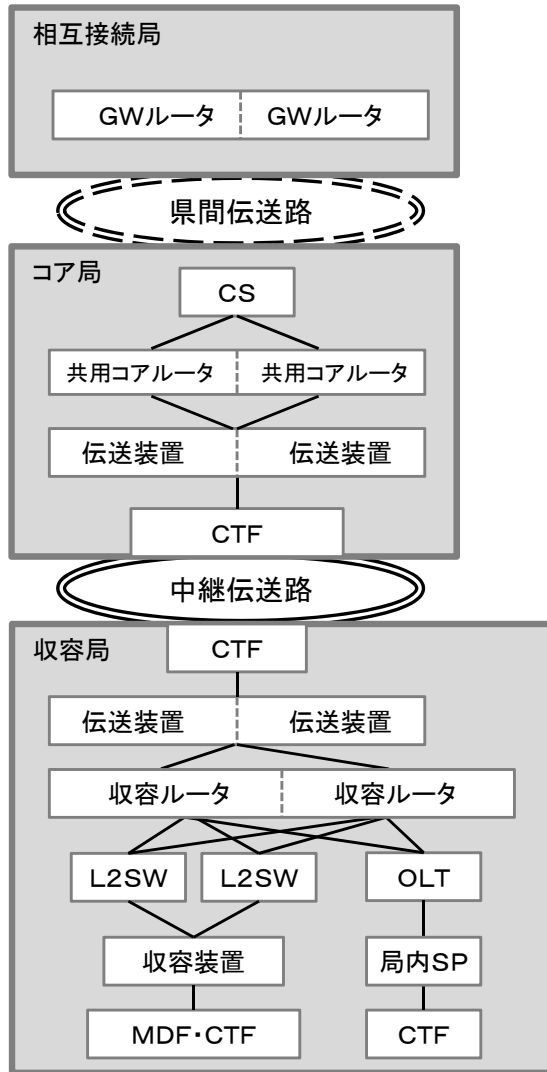 相互接続局
GWルータ GWルータ
県間伝送路
コア局
CS
共用コアルータ 共用コアルータ
伝送装置 伝送装置
CTF
中継伝送路
収容局
CTF
伝送装置 伝送装置
収容ルータ 収容ルータ
L2SW L2SW OLT
収容装置 局内SP
MDF・CTF CTF